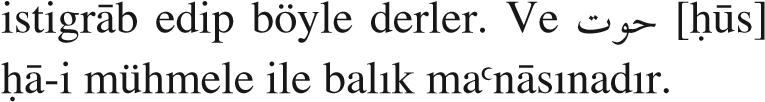 istigrāb edip böyle derler. Ve حوت [ḥūs]
ḥā-i mühmele ile balık maʿnāsınadır.